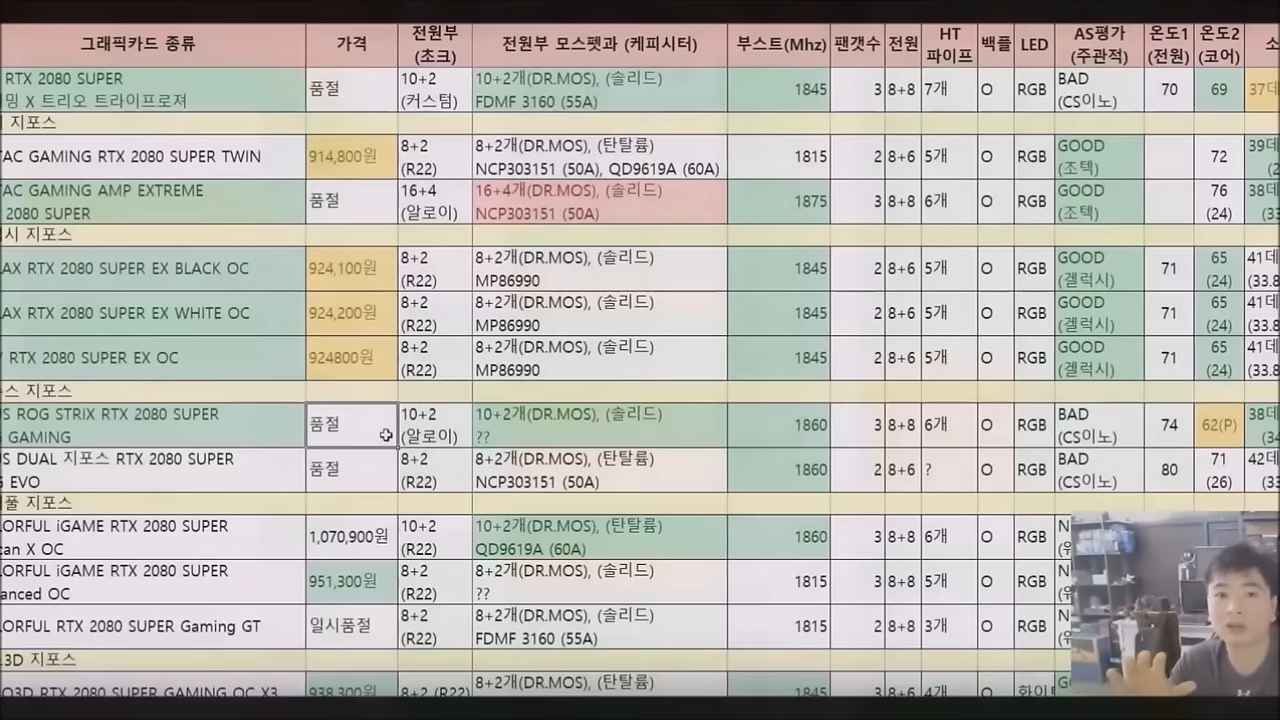 그래픽카드 종류 가격 전원부 (초크) 전원부 모스펫과 (케피시터) 부스트(Mhz) 팬갯수 전원 HT 파이프 백플 LED AS평가 (주관적) 온도1 (전원) 온도2 (코어) 소
RTX 2080 SUPER 품절 10+2 10+2개(DR.MOS), (솔리드) 1845 3 8+8 7개 O RGB BAD 70 69 37데
밍 X 트리오 트라이프로져 (커스텀) FDMF 3160 (55A) (CS이노)
지포스
TAC GAMING RTX 2080 SUPER TWIN 914,800원 8+2 8+2개(DR.MOS), (탄탈륨) 1815 2 8+6 5개 O RGB GOOD 72 39데
(R22) NCP303151 (50A), QD9619A (60A) (조텍)
TAC GAMING AMP EXTREME 품절 16+4 16+4개(DR.MOS), (솔리드) 1875 3 8+8 6개 O RGB GOOD 76 38데
2080 SUPER (알로이) NCP303151 (50A) (조텍) (24) (33
시 지포스
AX RTX 2080 SUPER EX BLACK OC 924,100원 8+2 8+2개(DR.MOS), (솔리드) 1845 2 8+6 5개 O RGB GOOD 71 65 41데
(R22) MP86990 (겔럭시) (24) (33.8
AX RTX 2080 SUPER EX WHITE OC 924,200원 8+2 8+2개(DR.MOS), (솔리드) 1845 2 8+6 5개 O RGB GOOD 71 65 41데
(R22) MP86990 (겔럭시) (24) (33.8
RTX 2080 SUPER EX OC 924800원 8+2 8+2개(DR.MOS), (솔리드) 1845 2 8+6 5개 O RGB GOOD 71 65 41데
(R22) MP86990 (겔럭시) (24) (33.8
스 지포스
US ROG STRIX RTX 2080 SUPER 품절 10+2 10+2개(DR.MOS), (솔리드) 1860 3 8+8 6개 O RGB BAD 74 62(P) 38데
GAMING (알로이) ?? (CS이노) (34
US DUAL 지포스 RTX 2080 SUPER 품절 8+2 8+2개(DR.MOS), (탄탈륨) 1860 2 8+6 ? O RGB BAD 80 71 42데
EVO (R22) NCP303151 (50A) (CS이노) (26) (33
풀 지포스
LORFUL iGAME RTX 2080 SUPER 1,070,900원 10+2 10+2개(DR.MOS), (탄탈륨) 1860 3 8+8 6개 O RGB
can X OC (R22) QD9619A (60A)
LORFUL iGAME RTX 2080 SUPER 951,300원 8+2 8+2개(DR.MOS), (솔리드) 1815 3 8+8 5개 O RGB
anced OC (R22) ??
LORFUL RTX 2080 SUPER Gaming GT 일시품절 8+2 8+2개(DR.MOS), (솔리드) 1815 2 8+8 3개 O RGB
(R22) FDMF 3160 (55A)
3D 지포스
O3D RTX 2080 SUPER GAMING OC X3 938,300원 8+2 (R22) 8+2개(DR.MOS), (탄탈륨) 1845 3 8+8 4개 O